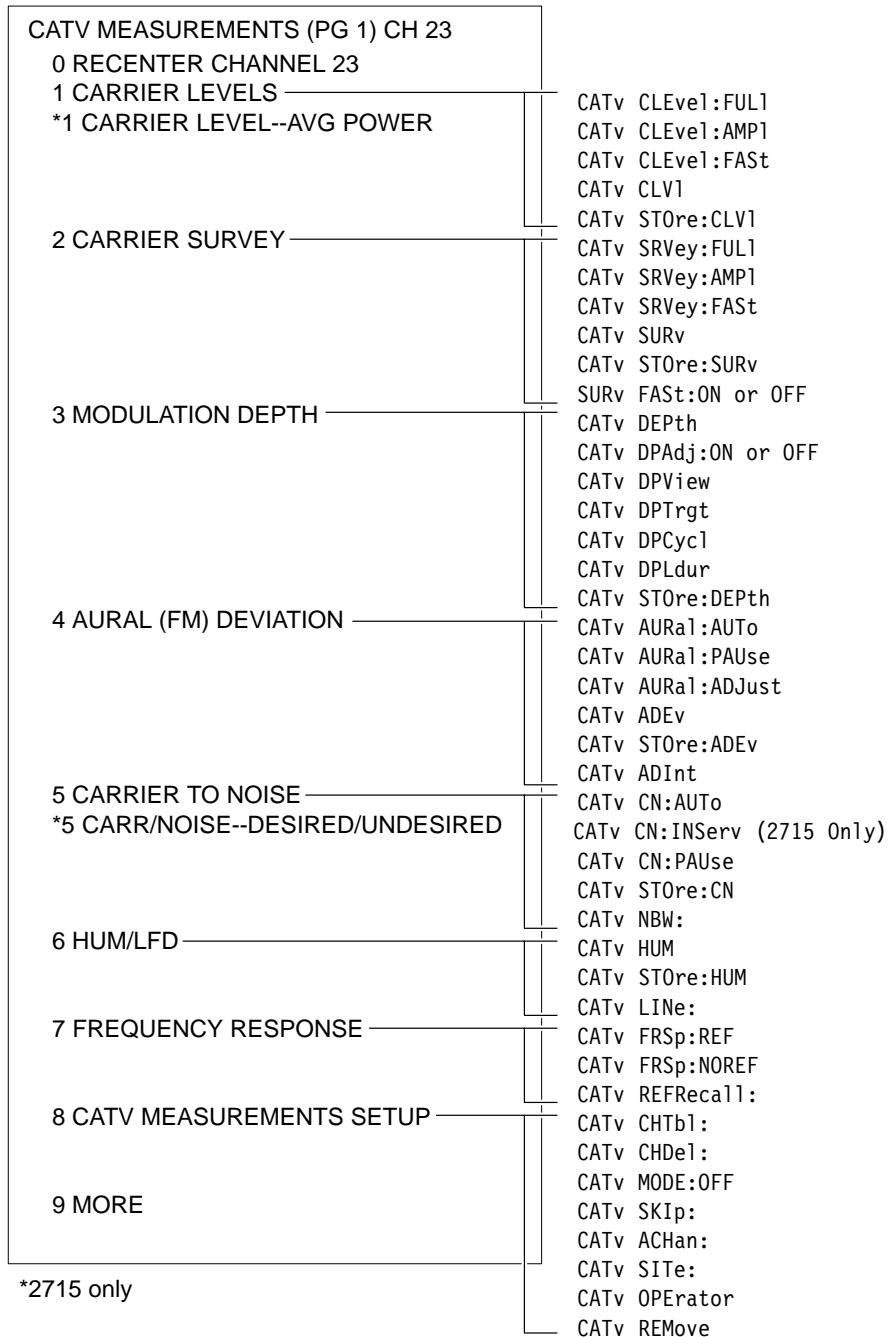 CATV MEASUREMENTS (PG 1) CH 23
0 RECENTER CHANNEL 23
1 CARRIER LEVELS
*1 CARRIER LEVEL--AVG POWER
CATv CLEvel:FULl
CATv CLEvel:AMPl
CATv CLEvel:FASt
CATv CLVl
CATv STOre:CLVl
2 CARRIER SURVEY
CATv SRVey:FULl
CATv SRVey:AMPl
CATv SRVey:FASt
CATv SURv
CATv STOre:SURv
SURv FASt:ON or OFF
3 MODULATION DEPTH
CATv DEPth
CATv DPAdj:ON or OFF
CATv DPView
CATv DPTrgt
CATv DPCycl
CATv DPLdur
CATv STOre:DEPth
4 AURAL (FM) DEVIATION
CATv AURal:AUTo
CATv AURal:PAUse
CATv AURal:ADJust
CATv ADEv
CATv STOre:ADEv
CATv ADInt
5 CARRIER TO NOISE
*5 CARR/NOISE--DESIRED/UNDESIRED
CATv CN:AUTo
CATv CN:INServ (2715 Only)
CATv CN:PAUse
CATv STOre:CN
CATv NBW:
6 HUM/LFD
CATv HUM
CATv STOre:HUM
CATv LINe:
7 FREQUENCY RESPONSE
CATv FRSp:REF
CATv FRSp:NOREF
CATv REFRecall:
8 CATV MEASUREMENTS SETUP
CATv CHTbl:
CATv CHDel:
CATv MODE:OFF
CATv SKIp:
CATv ACHan:
CATv SITe:
CATv OPErator
CATv REMove
9 MORE
*2715 only